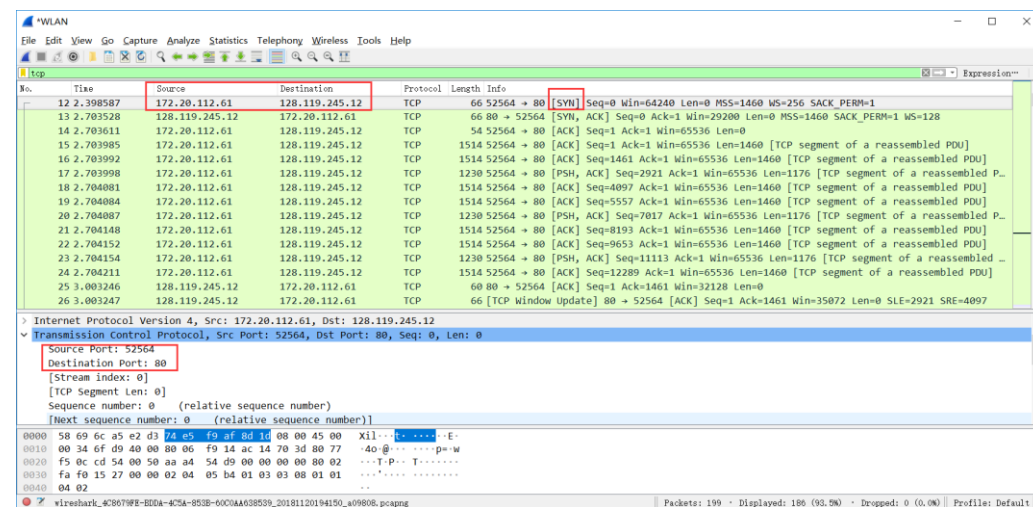 *WLAN
File Edit View Go Capture Analyze Statistics Telephony Wireless Tools Help
tcp
Expression…
No. Time Source Destination Protocol Length Info
12 2.398587 172.20.112.61 128.119.245.12 TCP 66 52564 → 80 [SYN] Seq=0 Win=64240 Len=0 MSS=1460 WS=256 SACK_PERM=1
13 2.703528 128.119.245.12 172.20.112.61 TCP 66 80 → 52564 [SYN, ACK] Seq=0 Ack=1 Win=29200 Len=0 MSS=1460 SACK_PERM=1 WS=128
14 2.703611 172.20.112.61 128.119.245.12 TCP 54 52564 → 80 [ACK] Seq=1 Ack=1 Win=65536 Len=0
15 2.703985 172.20.112.61 128.119.245.12 TCP 1514 52564 → 80 [ACK] Seq=1 Ack=1 Win=65536 Len=1460 [TCP segment of a reassembled PDU]
16 2.703992 172.20.112.61 128.119.245.12 TCP 1514 52564 → 80 [ACK] Seq=1461 Ack=1 Win=65536 Len=1460 [TCP segment of a reassembled PDU]
17 2.703998 172.20.112.61 128.119.245.12 TCP 1230 52564 → 80 [PSH, ACK] Seq=2921 Ack=1 Win=65536 Len=1176 [TCP segment of a reassembled P…
18 2.704081 172.20.112.61 128.119.245.12 TCP 1514 52564 → 80 [ACK] Seq=4097 Ack=1 Win=65536 Len=1460 [TCP segment of a reassembled PDU]
19 2.704084 172.20.112.61 128.119.245.12 TCP 1514 52564 → 80 [ACK] Seq=5557 Ack=1 Win=65536 Len=1460 [TCP segment of a reassembled PDU]
20 2.704087 172.20.112.61 128.119.245.12 TCP 1230 52564 → 80 [PSH, ACK] Seq=7017 Ack=1 Win=65536 Len=1176 [TCP segment of a reassembled P…
21 2.704148 172.20.112.61 128.119.245.12 TCP 1514 52564 → 80 [ACK] Seq=8193 Ack=1 Win=65536 Len=1460 [TCP segment of a reassembled PDU]
22 2.704152 172.20.112.61 128.119.245.12 TCP 1514 52564 → 80 [ACK] Seq=9653 Ack=1 Win=65536 Len=1460 [TCP segment of a reassembled PDU]
23 2.704154 172.20.112.61 128.119.245.12 TCP 1230 52564 → 80 [PSH, ACK] Seq=11113 Ack=1 Win=65536 Len=1176 [TCP segment of a reassembled …
24 2.704211 172.20.112.61 128.119.245.12 TCP 1514 52564 → 80 [ACK] Seq=12289 Ack=1 Win=65536 Len=1460 [TCP segment of a reassembled PDU]
25 3.003246 128.119.245.12 172.20.112.61 TCP 60 80 → 52564 [ACK] Seq=1 Ack=1461 Win=32128 Len=0
26 3.003247 128.119.245.12 172.20.112.61 TCP 66 [TCP Window Update] 80 → 52564 [ACK] Seq=1 Ack=1461 Win=35072 Len=0 SLE=2921 SRE=4097
Internet Protocol Version 4, Src: 172.20.112.61, Dst: 128.119.245.12
Transmission Control Protocol, Src Port: 52564, Dst Port: 80, Seq: 0, Len: 0
Source Port: 52564
Destination Port: 80
[Stream index: 0]
[TCP Segment Len: 0]
Sequence number: 0 (relative sequence number)
[Next sequence number: 0 (relative sequence number)]
0000 58 69 6c a5 e2 d3 74 e5 f9 af 8d 1d 08 00 45 00 Xil···t· ······E·
0010 00 34 6f d9 40 00 80 06 f9 14 ac 14 70 3d 80 77 ·4o·@··· ····p=·w
0020 f5 0c cd 54 00 50 aa a4 54 d9 00 00 00 00 80 02 ···T·P·· T·······
0030 fa f0 15 27 00 00 02 04 05 b4 01 03 03 08 01 01 ···'···· ········
0040 04 02 ··
wireshark_4C8679FE-BDDA-4C5A-853B-60C0AA638539_20181120194150_a09808.pcapng Packets: 199 · Displayed: 186 (93.5%) · Dropped: 0 (0.0%) Profile: Default